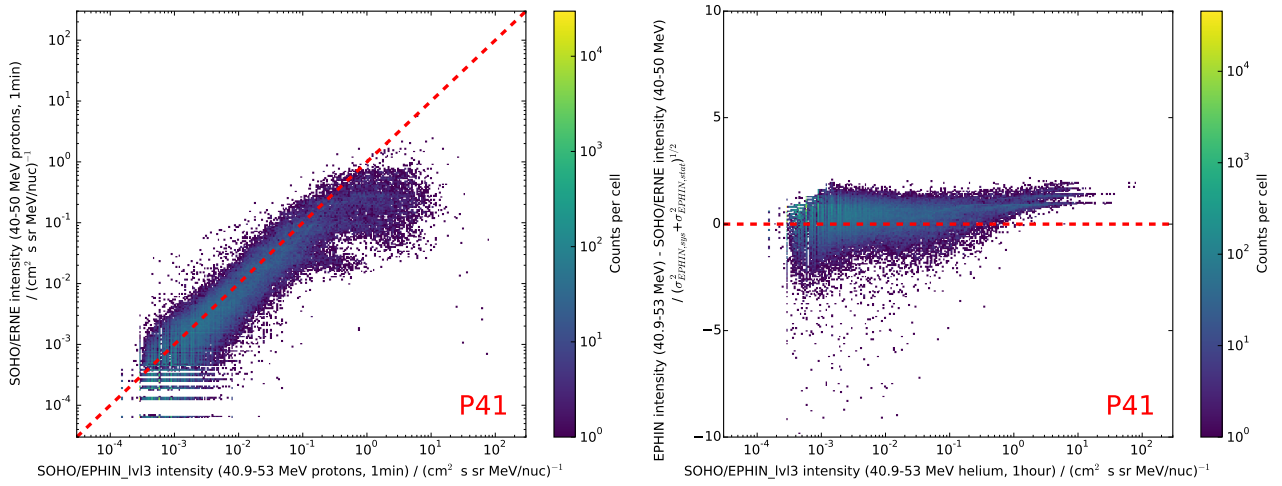 SOHO/ERNE intensity (40-50 MeV protons, 1min)
/ (cm² s sr MeV/nuc)⁻¹
10²
10¹
10⁰
10⁻¹
10⁻²
10⁻³
10⁻⁴
P41
10⁻⁴ 10⁻³ 10⁻² 10⁻¹ 10⁰ 10¹ 10²
SOHO/EPHIN_lvl3 intensity (40.9-53 MeV protons, 1min) / (cm² s sr MeV/nuc)⁻¹
10⁴
10³
10²
10¹
10⁰
Counts per cell
EPHIN intensity (40.9-53 MeV) - SOHO/ERNE intensity (40-50 MeV)
/ (σ²_{EPHIN,sys} + σ²_{EPHIN,stat})^{1/2}
10
5
0
−5
−10
P41
10⁻⁴ 10⁻³ 10⁻² 10⁻¹ 10⁰ 10¹ 10²
SOHO/EPHIN_lvl3 intensity (40.9-53 MeV helium, 1hour) / (cm² s sr MeV/nuc)⁻¹
10⁴
10³
10²
10¹
10⁰
Counts per cell